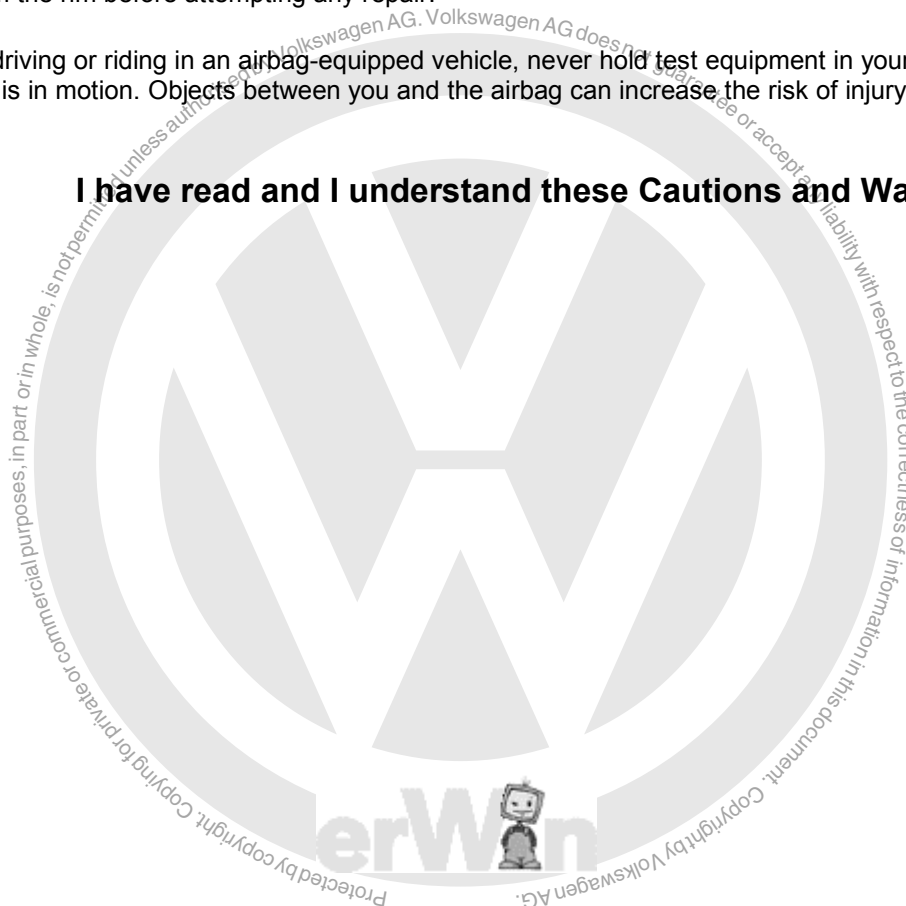 the rim before attempting any repair.
driving or riding in an airbag-equipped vehicle, never hold test equipment in your
is in motion. Objects between you and the airbag can increase the risk of injury
I have read and I understand these Cautions and Wa
Protected by copyright. Copying for private or commercial purposes, in part or in whole, is not permitted unless authorised by Volkswagen AG. Volkswagen AG does not guarantee or accept any liability with respect to the correctness of information in this document. Copyright by Volkswagen AG.
erWin